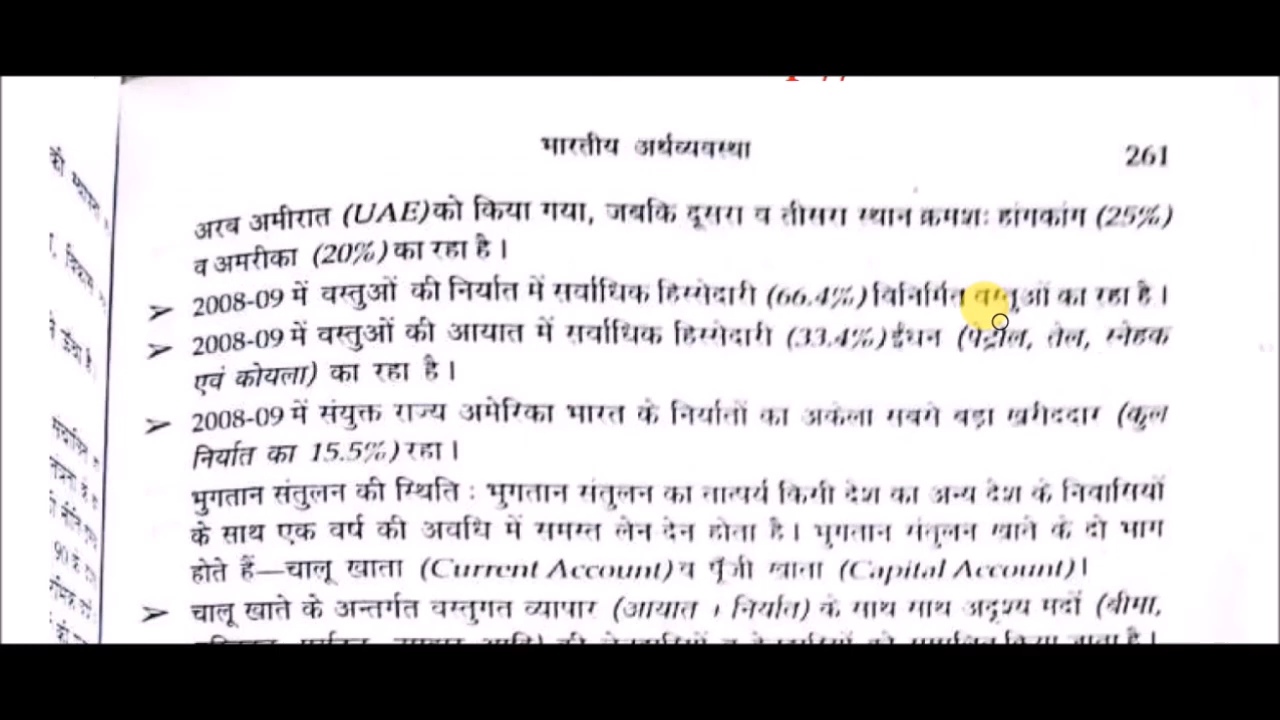 भारतीय अर्थव्यवस्था 261
अरब अमीरात (UAE) को किया गया, जबकि दूसरा व तीसरा स्थान क्रमशः हांगकांग (25%)
व अमरीका (20%) का रहा है।
➤ 2008-09 में वस्तुओं की निर्यात में सर्वाधिक हिस्सेदारी (66.4%) विनिर्मित वस्तुओं का रहा है।
➤ 2008-09 में वस्तुओं की आयात में सर्वाधिक हिस्सेदारी (33.4%) ईंधन (पेट्रोल, तेल, स्नेहक
एवं कोयला) का रहा है।
➤ 2008-09 में संयुक्त राज्य अमेरिका भारत के निर्यातों का अकेला सबसे बड़ा खरीददार (कुल
निर्यात का 15.5%) रहा।
भुगतान संतुलन की स्थिति : भुगतान संतुलन का तात्पर्य किसी देश का अन्य देश के निवासियों
के साथ एक वर्ष की अवधि में समस्त लेन देन होता है। भुगतान संतुलन खाने के दो भाग
होते हैं—चालू खाता (Current Account) व पूँजी खाता (Capital Account)।
➤ चालू खाते के अन्तर्गत वस्तुगत व्यापार (आयात । निर्यात) के साथ साथ अदृश्य मदों (बीमा,